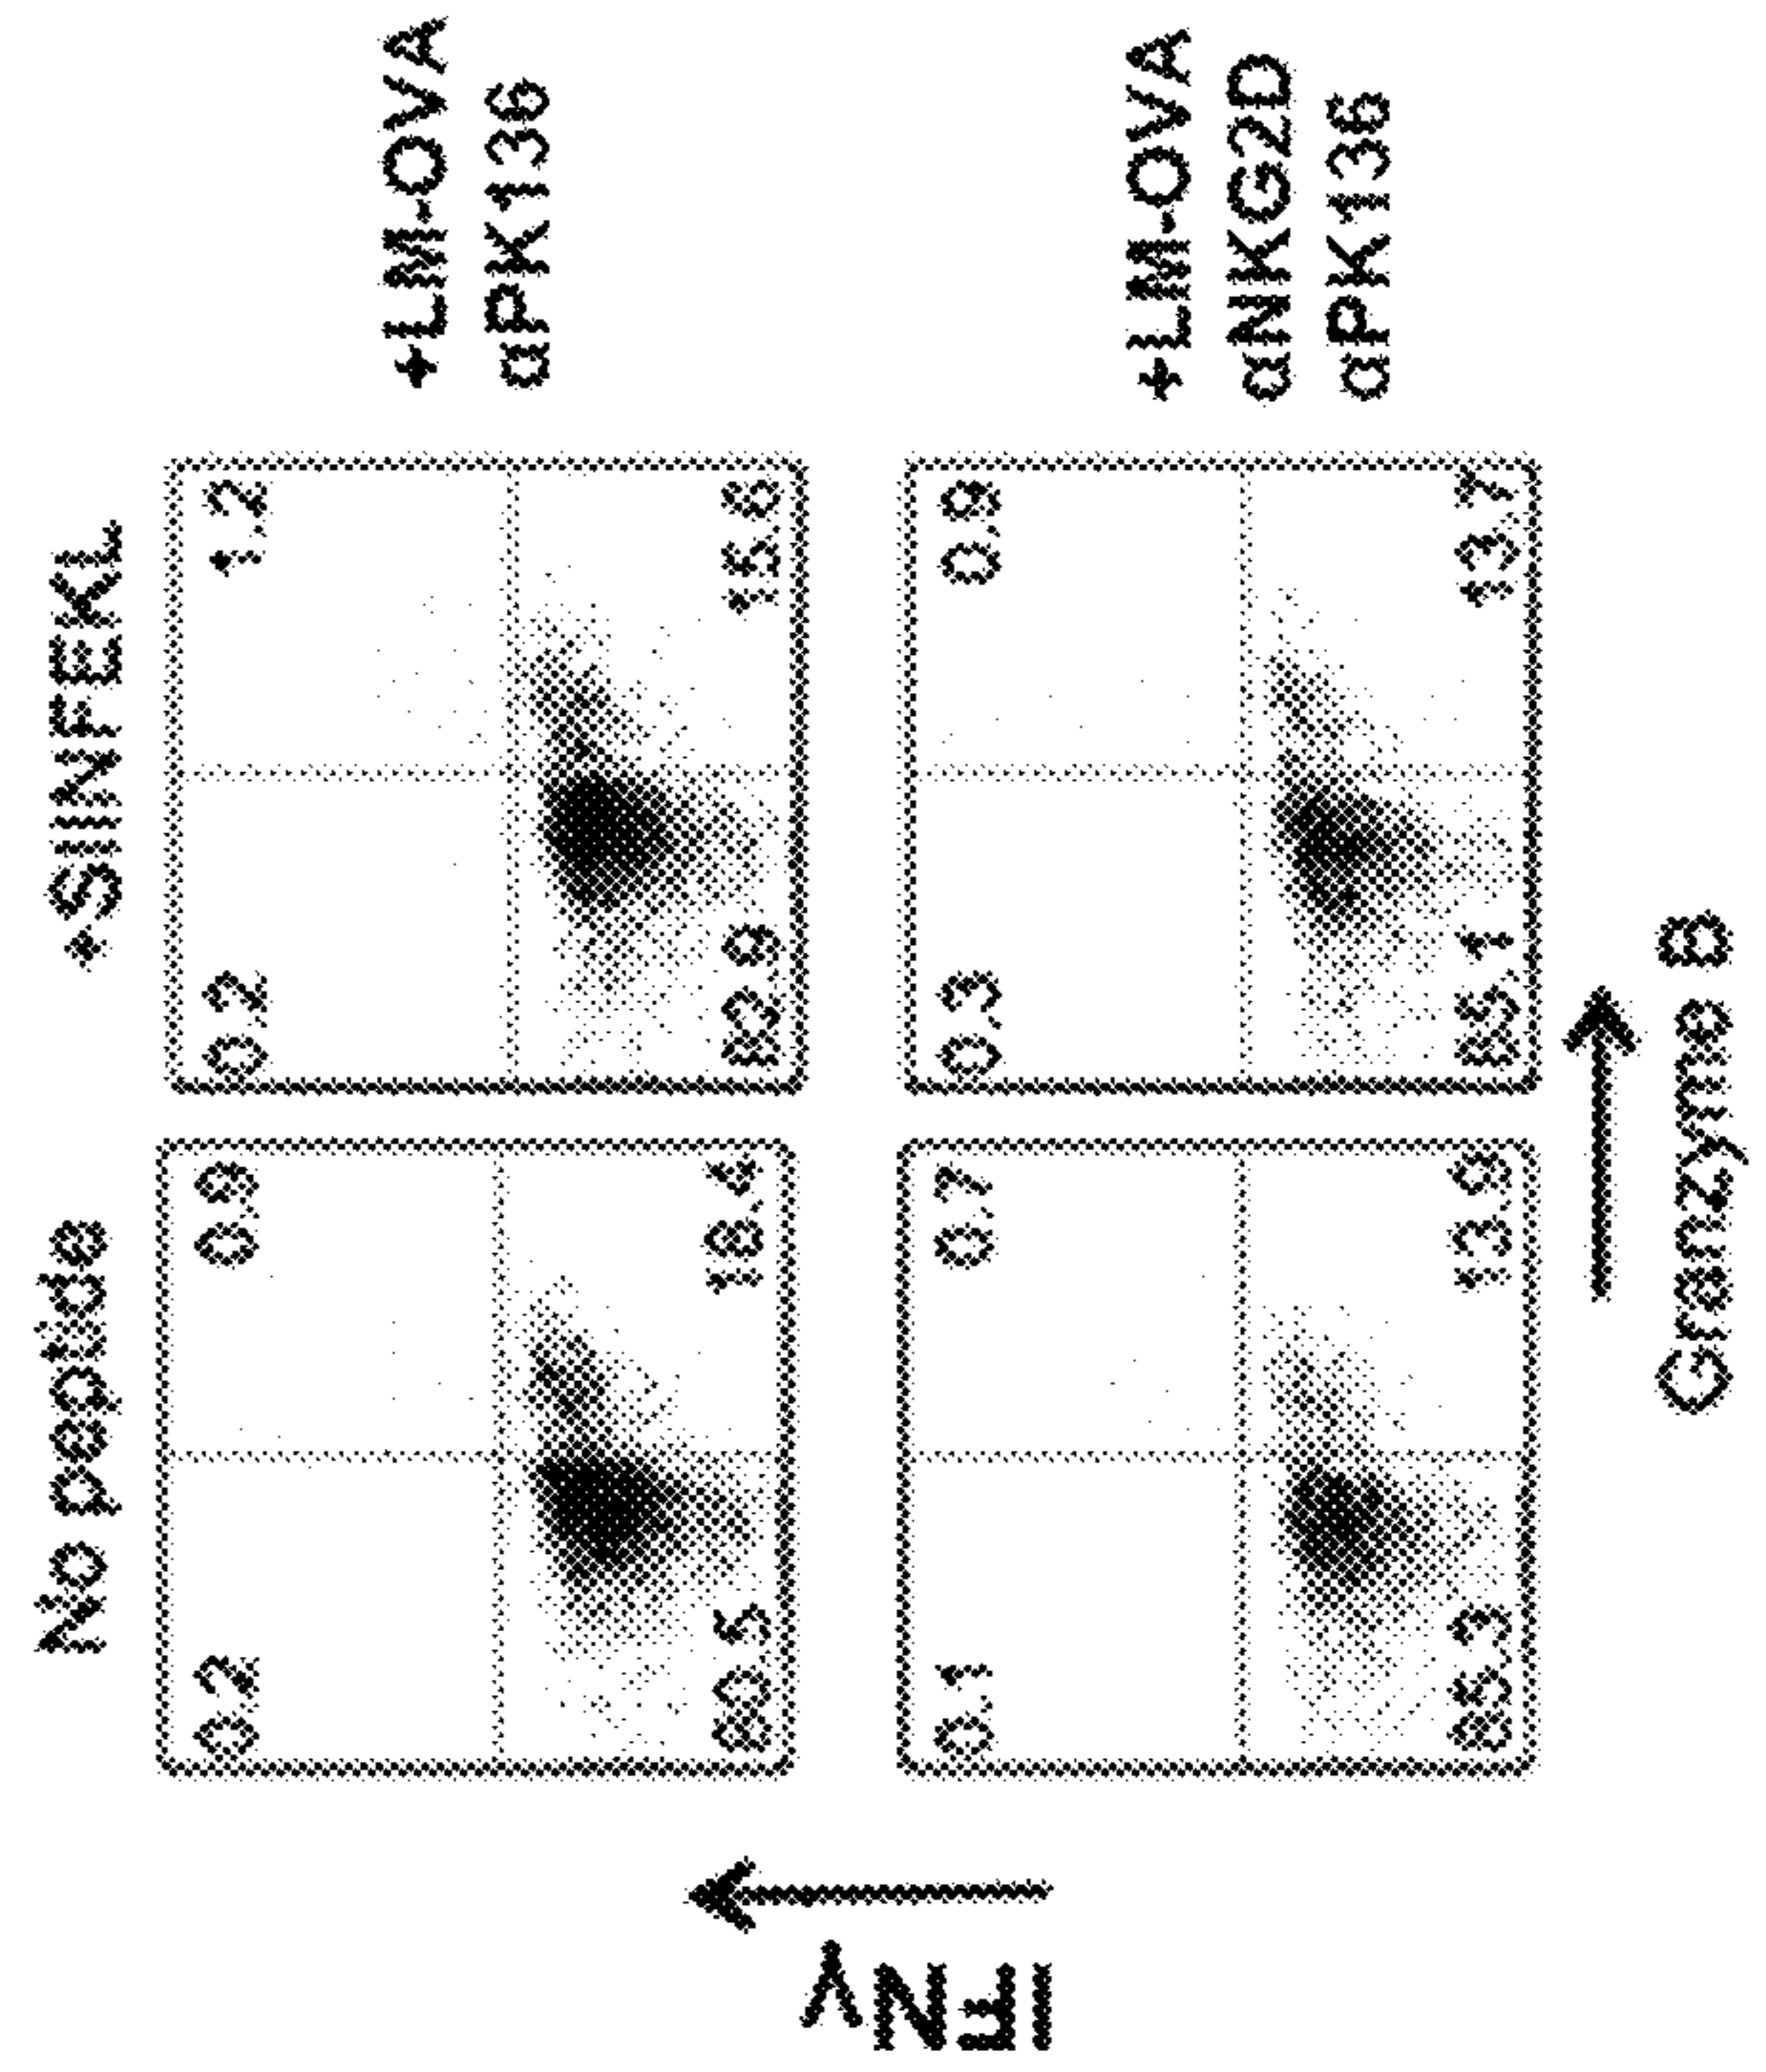 No peptide
+SIINFEKL
0.2
0.9
80.5
18.4
0.2
1.2
82.9
15.6
+LM-OVA
αPK136
0.1
0.7
85.3
13.9
0.3
0.9
85.1
13.7
+LM-OVA
αNKG2D
αPK136
IFNγ
Granzyme B